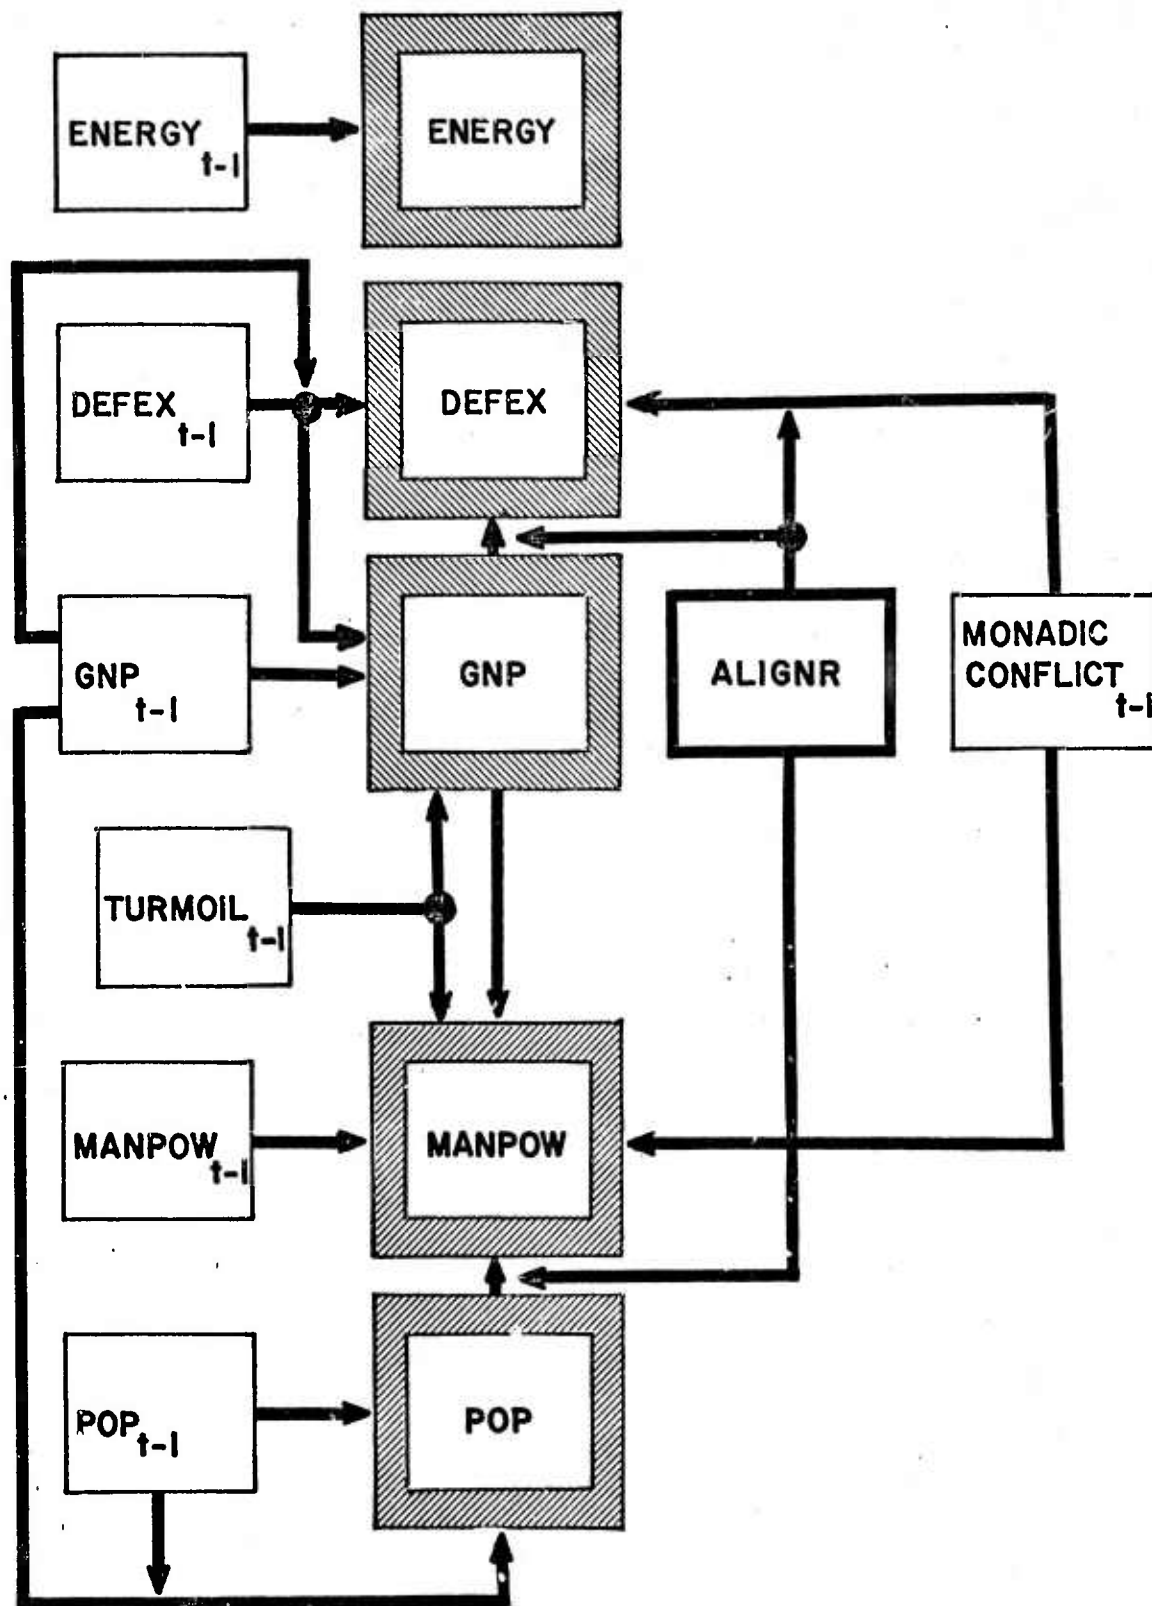 ENERGY t-1
ENERGY
DEFEX t-1
DEFEX
GNP t-1
GNP
ALIGNR
MONADIC
CONFLICT t-1
TURMOIL t-1
MANPOW t-1
MANPOW
POP t-1
POP